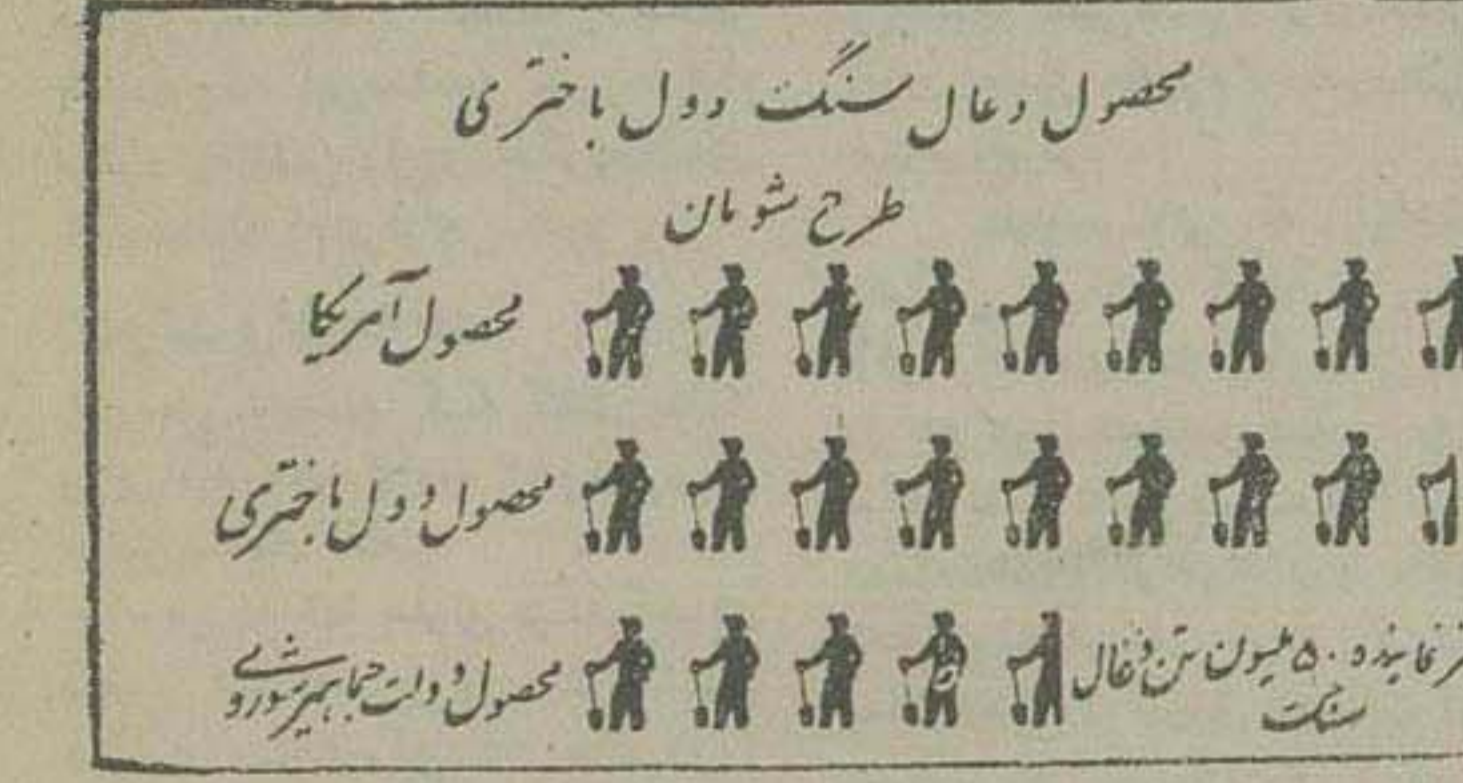 محصول ذغال سنگ دول باختری
طرح شومان
محصول آمریکا
محصول دول باختری
محصول دولت جماهیر شوروی
نماینده ۵۰ ملیون تن ذغال
سنگ